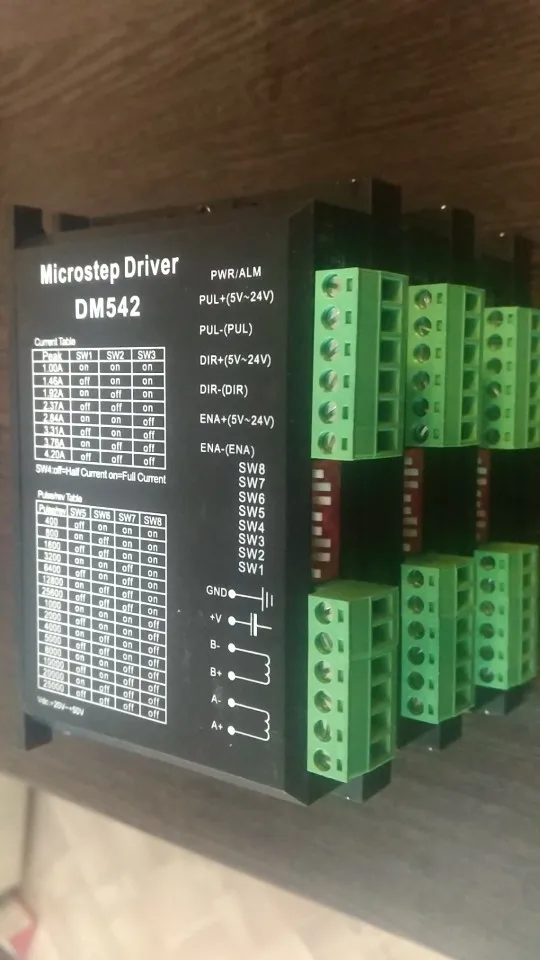 Microstep Driver
DM542
PWR/ALM
PUL+(5V~24V)
PUL-(PUL)
DIR+(5V~24V)
DIR-(DIR)
ENA+(5V~24V)
ENA-(ENA)
SW8
SW7
SW6
SW5
SW4
SW3
SW2
SW1
GND
+V
B-
B+
A-
A+
Current Table
Peak SW1 SW2 SW3
1.00A on on on
1.46A off on on
1.92A on off on
2.37A off off on
2.84A on on off
3.31A off on off
3.76A on off off
4.20A off off off
SW4:off=Half Current on=Full Current
Pulse/rev Table
Pulse/rev SW5 SW6 SW7 SW8
400 off on on on
800 on off on on
1600 off off on on
3200 on on off on
6400 off on off on
12800 on off off on
25600 off off off on
1000 on on on off
2000 off on on off
4000 on off on off
5000 off off on off
8000 on on off off
10000 off on off off
20000 on off off off
25000 off off off off